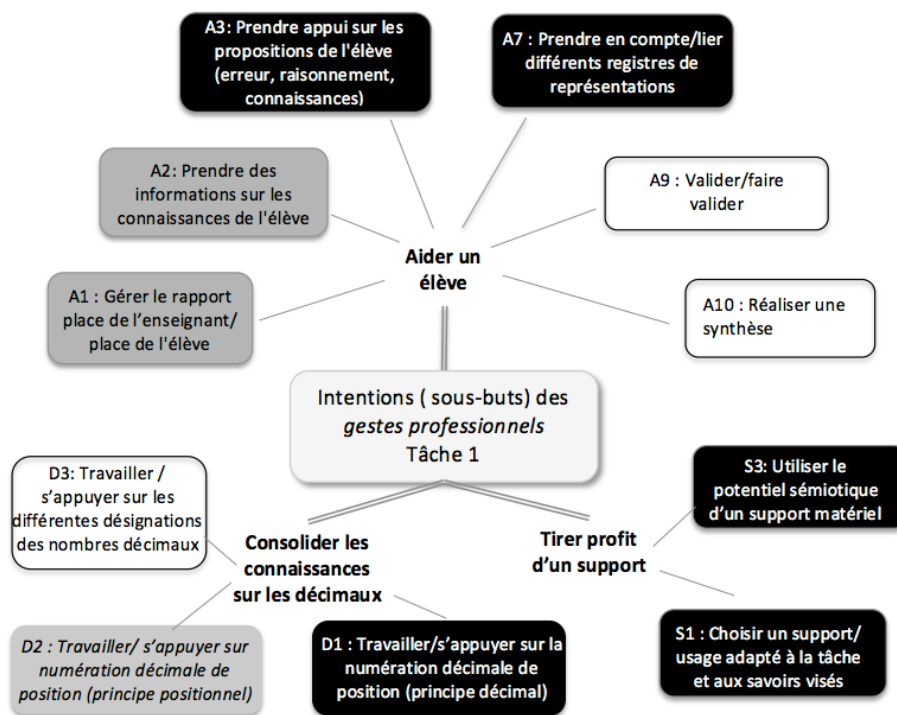 A3: Prendre appui sur les
propositions de l'élève
(erreur, raisonnement,
connaissances)
A7 : Prendre en compte/lier
différents registres de
représentations
A2: Prendre des
informations sur les
connaissances de l'élève
A9 : Valider/faire
valider
Aider un
élève
A1 : Gérer le rapport
place de l’enseignant/
place de l'élève
A10 : Réaliser une
synthèse
Intentions ( sous-buts) des
gestes professionnels
Tâche 1
D3: Travailler /
s’appuyer sur les
différentes désignations
des nombres décimaux
S3: Utiliser le
potentiel sémiotique
d’un support matériel
Consolider les
connaissances
sur les décimaux
Tirer profit
d’un support
D2 : Travailler/ s’appuyer sur
numération décimale de
position (principe positionnel)
D1 : Travailler/s’appuyer sur la
numération décimale de
position (principe décimal)
S1 : Choisir un support/
usage adapté à la tâche
et aux savoirs visés